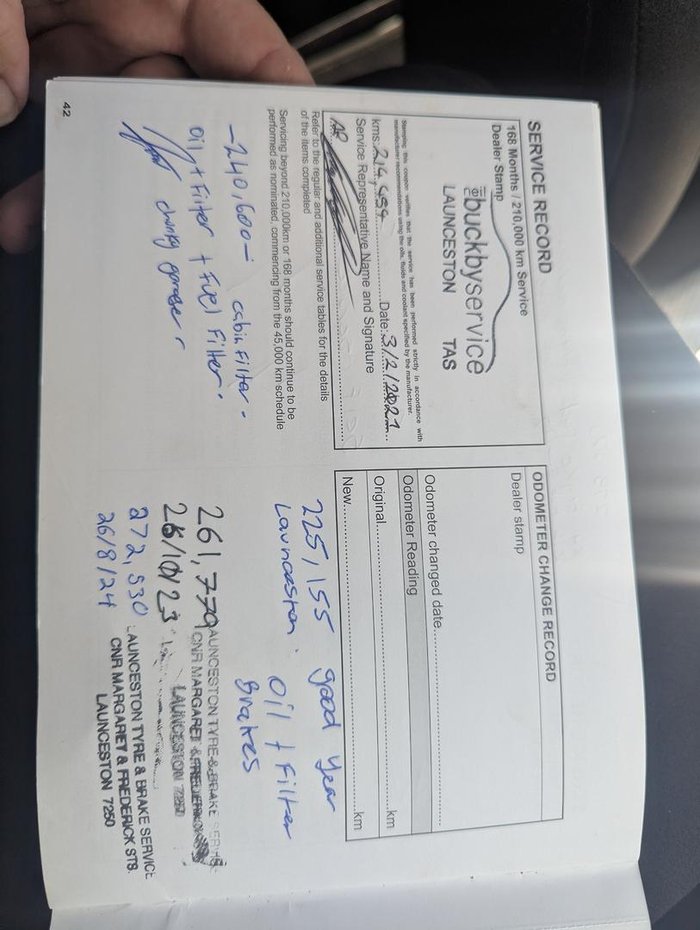 SERVICE RECORD
168 Months / 210,000 km Service
Dealer Stamp
buckbyservice
LAUNCESTON TAS
Stamping this coupon verifies that the service has been performed strictly in accordance with
manufacturer recommendations using the oils, fluids and coolant specified by the manufacturer.
kms:219,459 Date:3/2/2021
Service Representative Name and Signature
Refer to the regular and additional service tables for the details
of the items completed
Servicing beyond 210,000km or 168 months should continue to be
performed as nominated, commencing from the 45,000 km schedule
-240,600- cabin Filter.
Oil + Filter + Fuel Filter.
42
ODOMETER CHANGE RECORD
Dealer stamp
Odometer changed date
Odometer Reading
Original km
New km
225,155 good year
Launceston. Oil + Filter
Brakes
261,779 LAUNCESTON TYRE & BRAKE
CNR MARGARET & FREDERICK
26/10/23 LAUNCESTON 7250
272,530 LAUNCESTON TYRE & BRAKE SERVICE
26/8/24 CNR MARGARET & FREDERICK STS.
LAUNCESTON 7250